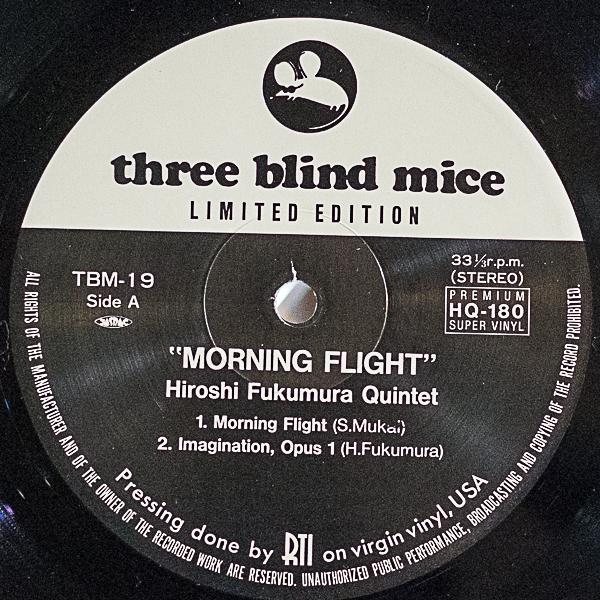 three blind mice
LIMITED EDITION
TBM-19
Side A
JASRAC
33⅓r.p.m.
(STEREO)
PREMIUM
HQ-180
SUPER VINYL
"MORNING FLIGHT"
Hiroshi Fukumura Quintet
1. Morning Flight (S.Mukai)
2. Imagination, Opus 1 (H.Fukumura)
Pressing done by RTI on virgin vinyl, USA
ALL RIGHTS OF THE MANUFACTURER AND OF THE OWNER OF THE RECORDED WORK ARE RESERVED. UNAUTHORIZED PUBLIC PERFORMANCE, BROADCASTING AND COPYING OF THE RECORD PROHIBITED.